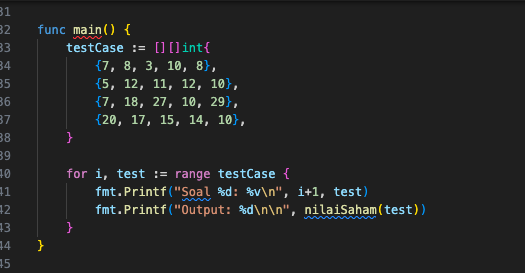 31
32 func main() {
33 testCase := [][]int{
34 {7, 8, 3, 10, 8},
35 {5, 12, 11, 12, 10},
36 {7, 18, 27, 10, 29},
37 {20, 17, 15, 14, 10},
38 }
39
40 for i, test := range testCase {
41 fmt.Printf("Soal %d: %v\n", i+1, test)
42 fmt.Printf("Output: %d\n\n", nilaiSaham(test))
43 }
44 }
45